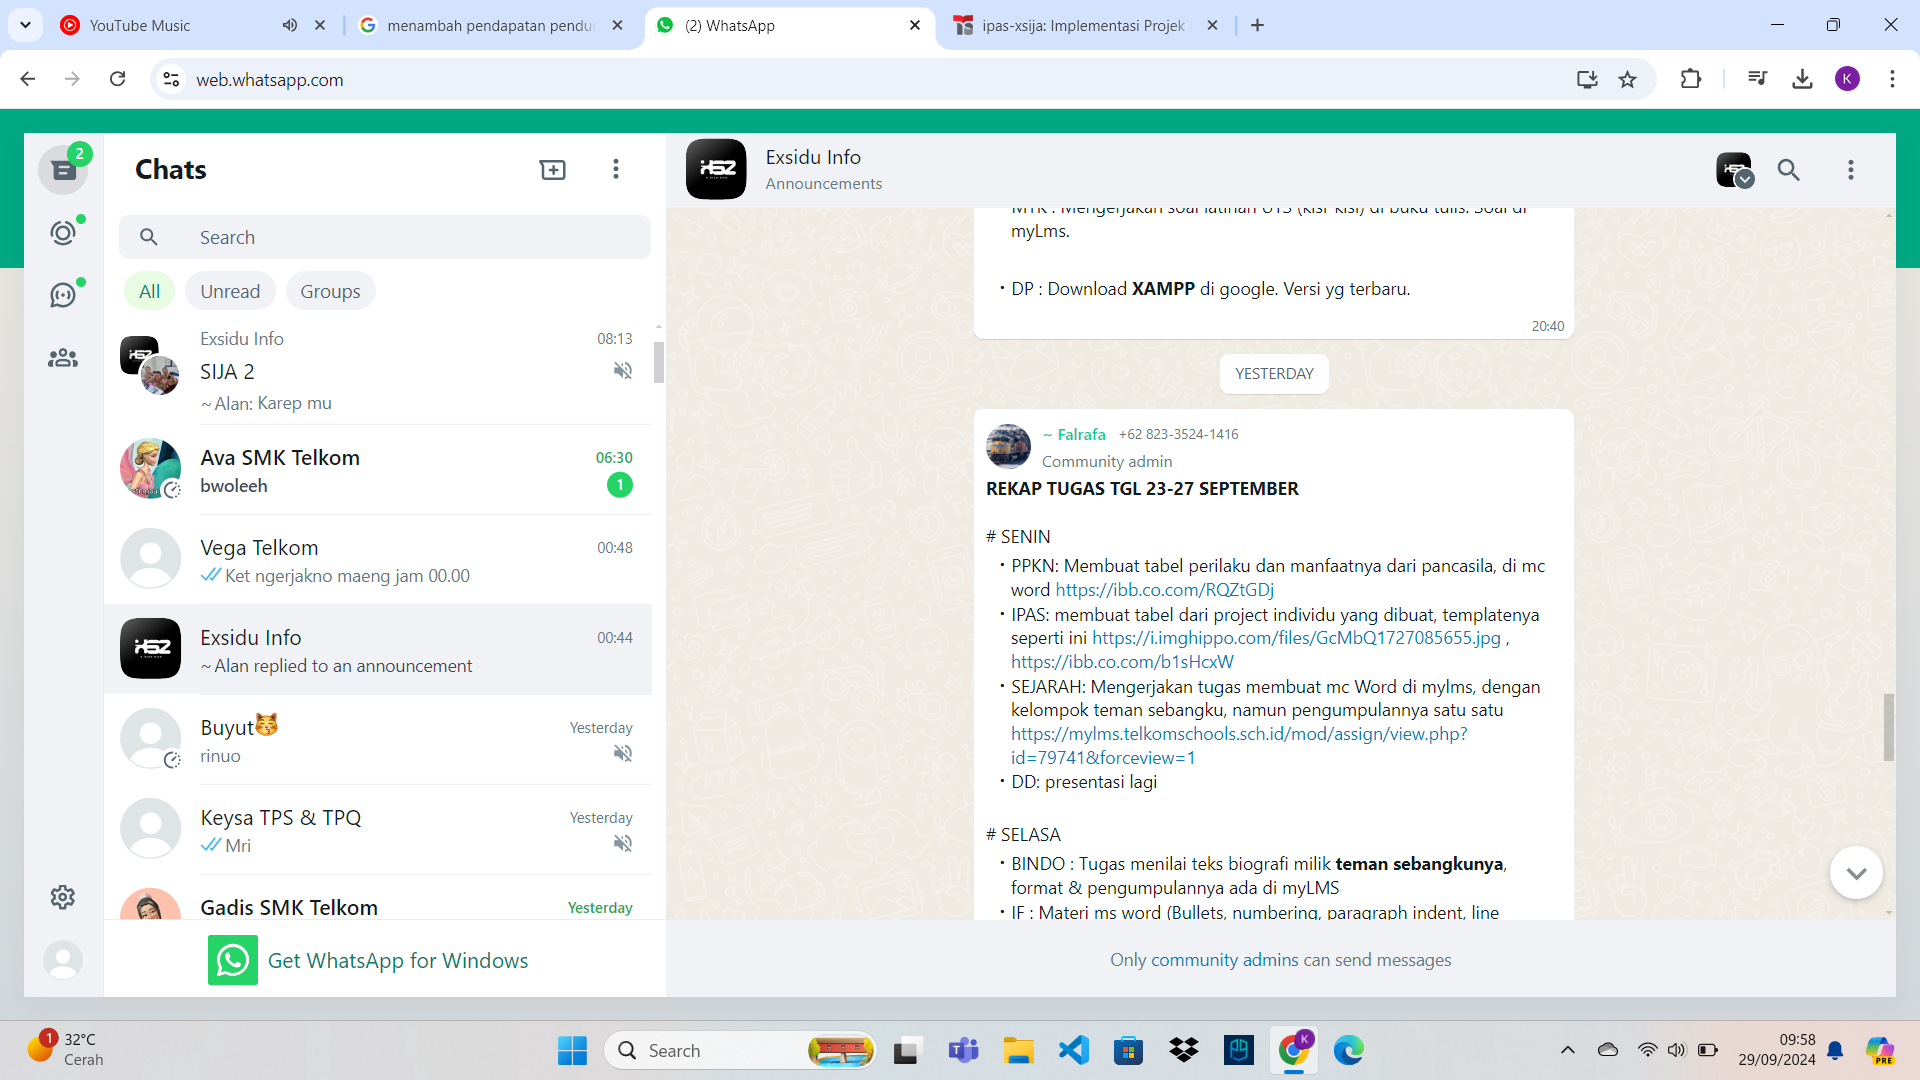 YouTube Music
menambah pendapatan pendu
(2) WhatsApp
ipas-xsija: Implementasi Projek
web.whatsapp.com
K
2
Chats
Search
All
Unread
Groups
Exsidu Info
08:13
SIJA 2
~ Alan: Karep mu
Ava SMK Telkom
06:30
bwoleeh
1
Vega Telkom
00:48
Ket ngerjakno maeng jam 00.00
Exsidu Info
00:44
~ Alan replied to an announcement
Buyut
Yesterday
rinuo
Keysa TPS & TPQ
Yesterday
Mri
Gadis SMK Telkom
Yesterday
Get WhatsApp for Windows
Exsidu Info
Announcements
MTK : Mengerjakan soal latihan UTS (kisi-kisi) di buku tulis. Soal di
myLms.
• DP : Download XAMPP di google. Versi yg terbaru.
20:40
YESTERDAY
~ Falrafa +62 823-3524-1416
Community admin
REKAP TUGAS TGL 23-27 SEPTEMBER
# SENIN
• PPKN: Membuat tabel perilaku dan manfaatnya dari pancasila, di mc
word https://ibb.co.com/RQZtGDj
• IPAS: membuat tabel dari project individu yang dibuat, templatenya
seperti ini https://i.imghippo.com/files/GcMbQ1727085655.jpg ,
https://ibb.co.com/b1sHcxW
• SEJARAH: Mengerjakan tugas membuat mc Word di mylms, dengan
kelompok teman sebangku, namun pengumpulannya satu satu
https://mylms.telkomschools.sch.id/mod/assign/view.php?
id=79741&forceview=1
• DD: presentasi lagi
# SELASA
• BINDO : Tugas menilai teks biografi milik teman sebangkunya,
format & pengumpulannya ada di myLMS
• IF : Materi ms word (Bullets, numbering, paragraph indent, line
Only community admins can send messages
1
32°C
Cerah
Search
K
09:58
29/09/2024
PRE